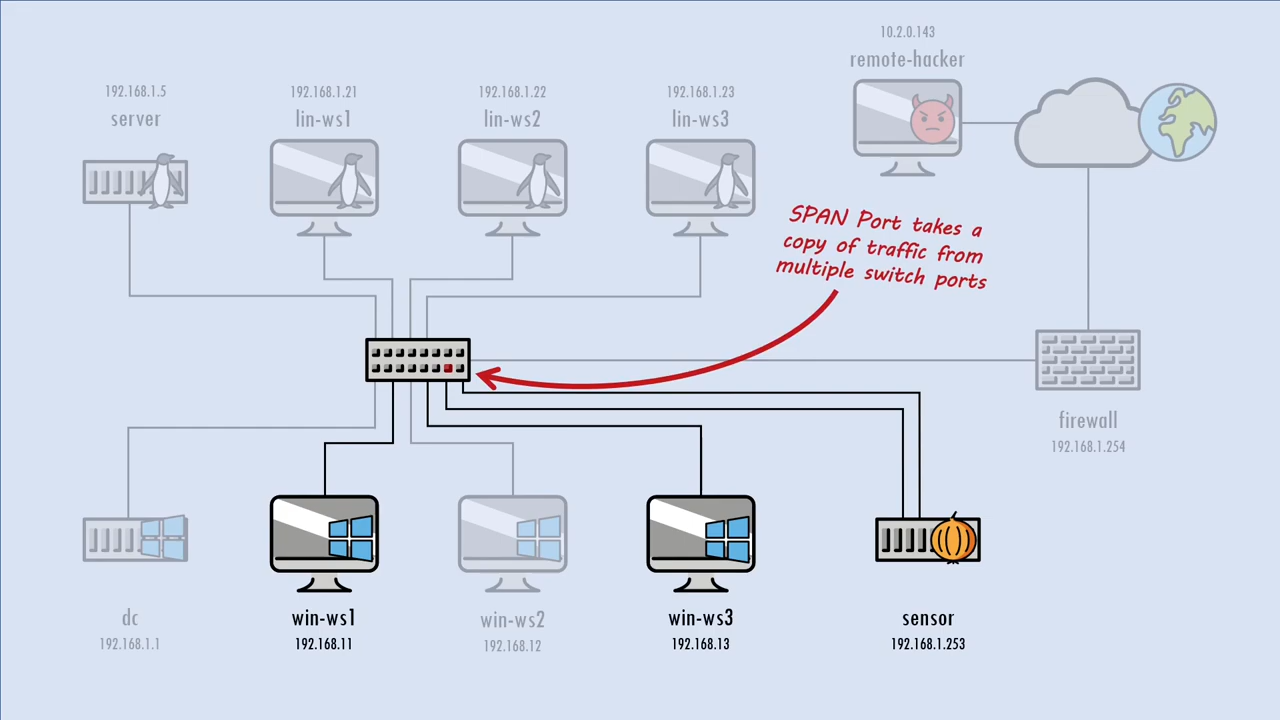 10.2.0.143
remote-hacker
192.168.1.5
server
192.168.1.21
lin-ws1
192.168.1.22
lin-ws2
192.168.1.23
lin-ws3
SPAN Port takes a
copy of traffic from
multiple switch ports
firewall
192.168.1.254
dc
192.168.1.1
win-ws1
192.168.11
win-ws2
192.168.12
win-ws3
192.168.13
sensor
192.168.1.253